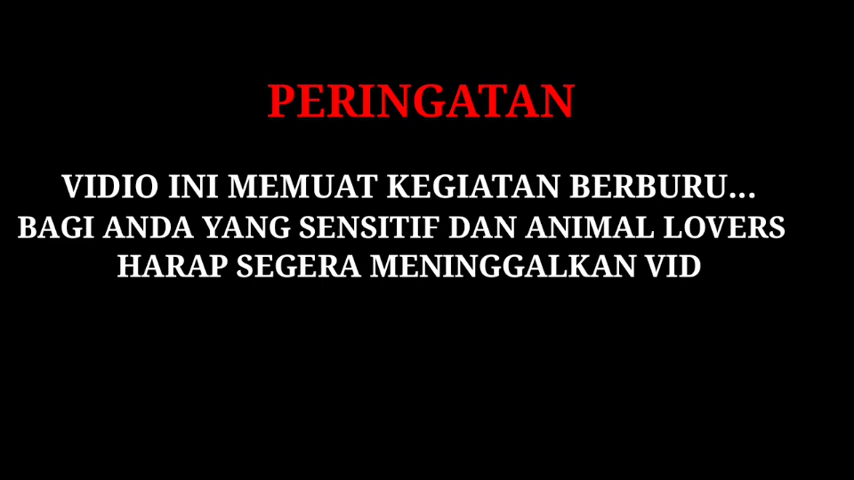 PERINGATAN
VIDIO INI MEMUAT KEGIATAN BERBURU...
BAGI ANDA YANG SENSITIF DAN ANIMAL LOVERS
HARAP SEGERA MENINGGALKAN VID